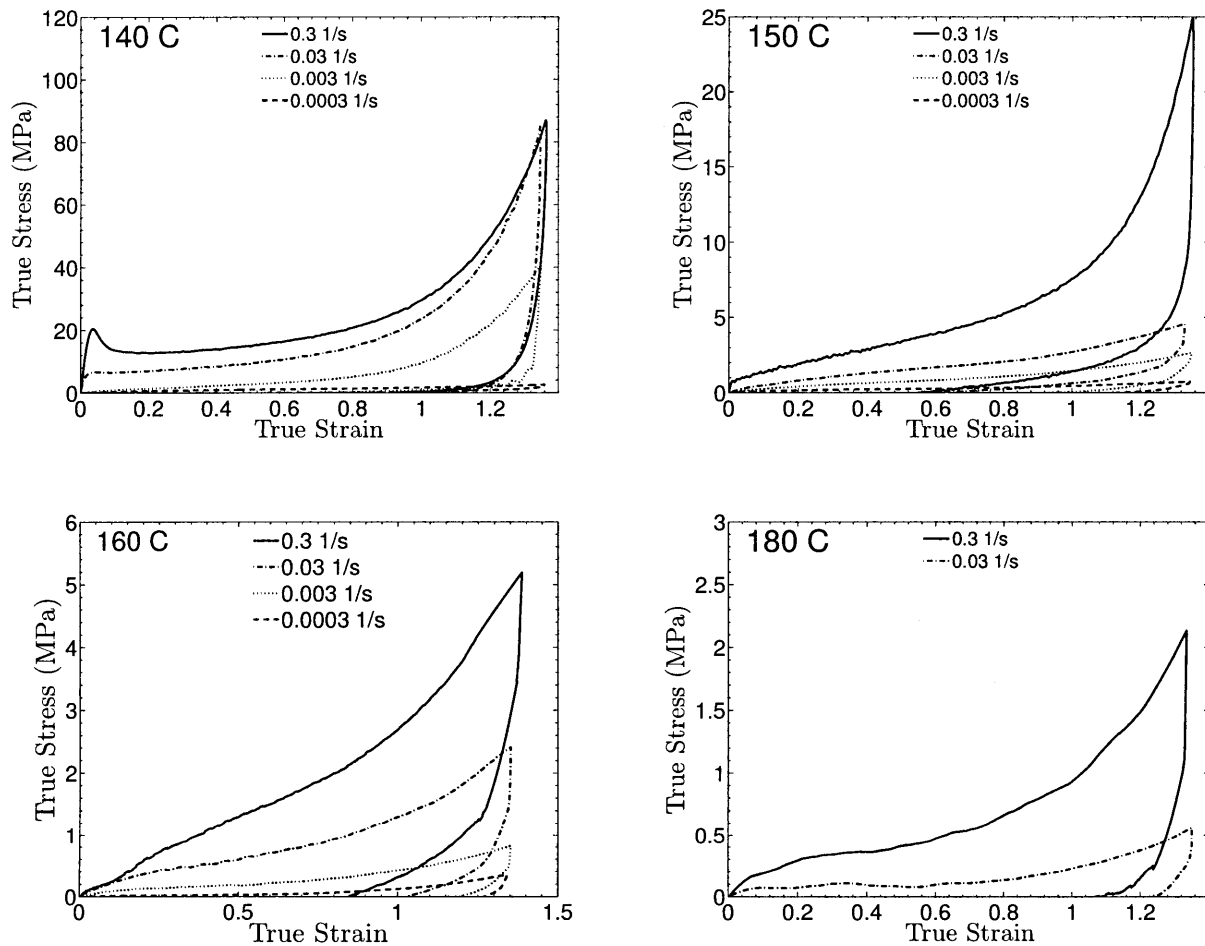 140 C
0.3 1/s
0.03 1/s
0.003 1/s
0.0003 1/s
120
100
80
60
40
20
0
True Stress (MPa)
0 0.2 0.4 0.6 0.8 1 1.2 1.4
True Strain
150 C
0.3 1/s
0.03 1/s
0.003 1/s
0.0003 1/s
25
20
15
10
5
0
True Stress (MPa)
0 0.2 0.4 0.6 0.8 1 1.2
True Strain
160 C
0.3 1/s
0.03 1/s
0.003 1/s
0.0003 1/s
6
5
4
3
2
1
0
True Stress (MPa)
0 0.5 1 1.5
True Strain
180 C
0.3 1/s
0.03 1/s
3
2.5
2
1.5
1
0.5
0
True Stress (MPa)
0 0.2 0.4 0.6 0.8 1 1.2
True Strain